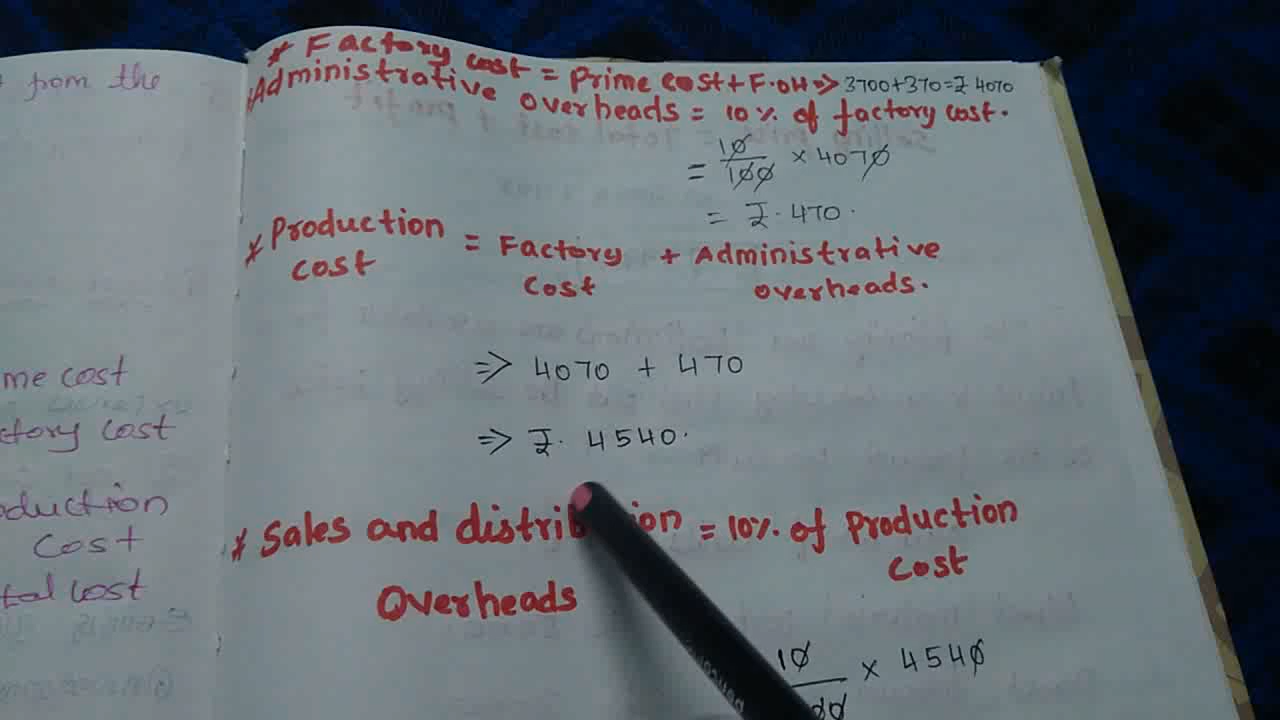 from the
me cost
ctory cost
oduction
cost
tal cost
* Factory cost = Prime cost + F.OH => 3700+370=₹ 4070
Administrative overheads = 10% of factory cost.
= 10/100 × 4070
= ₹. 470.
* Production cost = Factory cost + Administrative overheads.
=> 4070 + 470
=> ₹. 4540.
* Sales and distrib ion Overheads = 10% of Production cost
10/00 × 4540